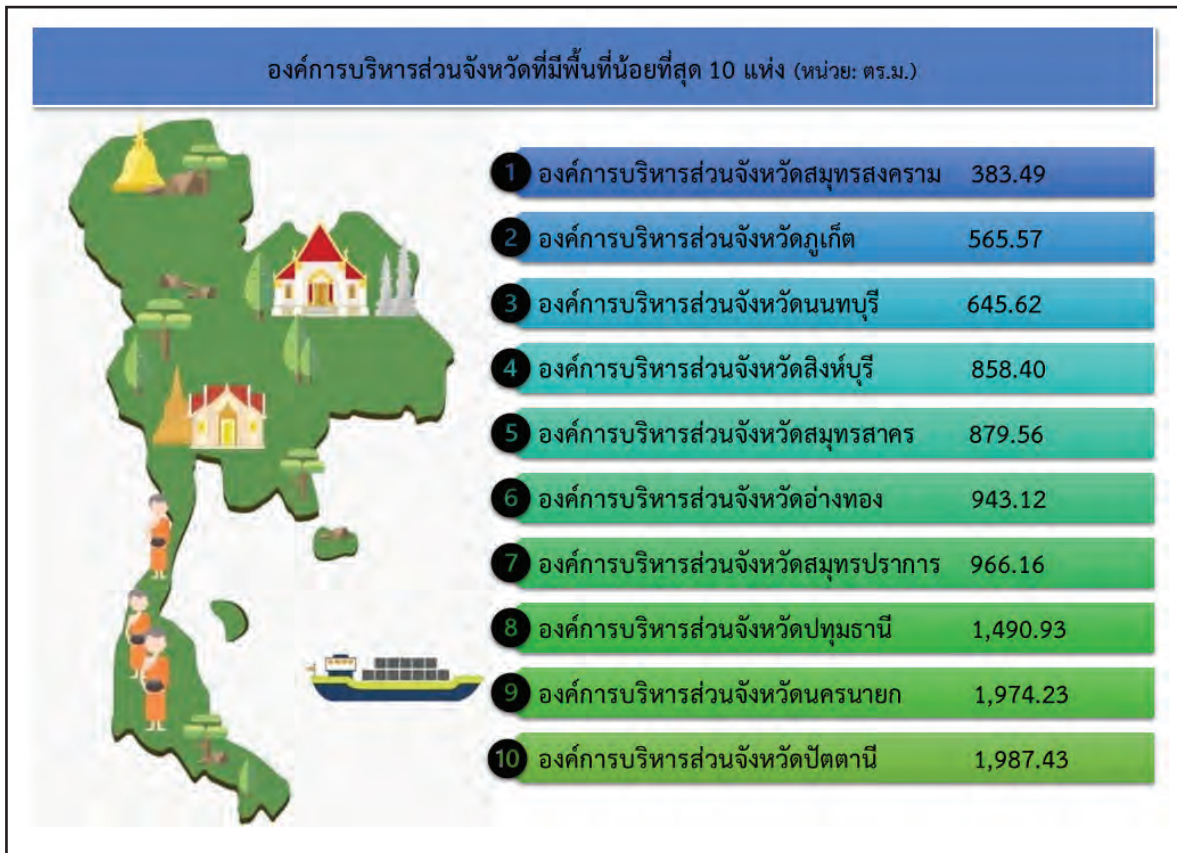 องค์การบริหารส่วนจังหวัดที่มีพื้นที่น้อยที่สุด 10 แห่ง (หน่วย: ตร.ม.)
1 องค์การบริหารส่วนจังหวัดสมุทรสงคราม 383.49
2 องค์การบริหารส่วนจังหวัดภูเก็ต 565.57
3 องค์การบริหารส่วนจังหวัดนนทบุรี 645.62
4 องค์การบริหารส่วนจังหวัดสิงห์บุรี 858.40
5 องค์การบริหารส่วนจังหวัดสมุทรสาคร 879.56
6 องค์การบริหารส่วนจังหวัดอ่างทอง 943.12
7 องค์การบริหารส่วนจังหวัดสมุทรปราการ 966.16
8 องค์การบริหารส่วนจังหวัดปทุมธานี 1,490.93
9 องค์การบริหารส่วนจังหวัดนครนายก 1,974.23
10 องค์การบริหารส่วนจังหวัดปัตตานี 1,987.43